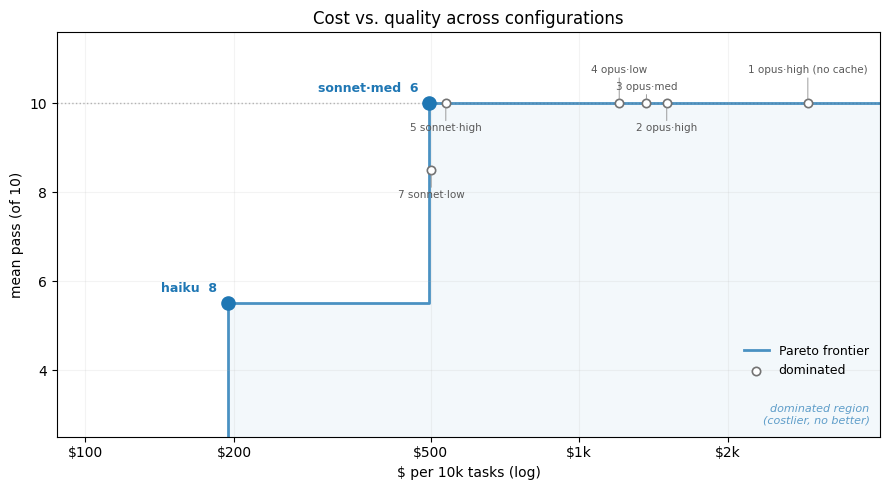 Cost vs. quality across configurations
4 opus·low
1 opus·high (no cache)
sonnet·med 6
3 opus·med
10
5 sonnet·high
2 opus·high
8
7 sonnet·low
mean pass (of 10)
haiku 8
6
Pareto frontier
4
dominated
dominated region
(costlier, no better)
$100
$200
$500
$1k
$2k
$ per 10k tasks (log)